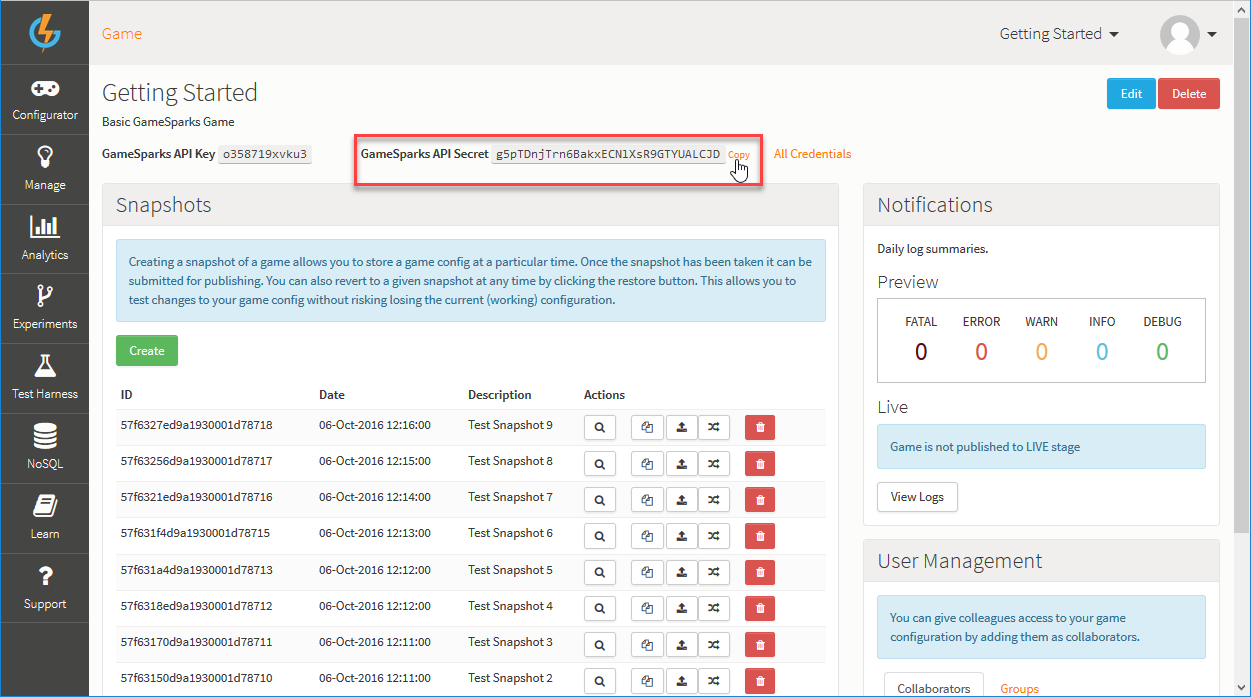 Game
Getting Started
Configurator
Manage
Analytics
Experiments
Test Harness
NoSQL
Learn
Support
Getting Started
Edit
Delete
Basic GameSparks Game
GameSparks API Key o358719xvku3
GameSparks API Secret g5pTDnjTrn6BakxECNlXsR9GTYUALCJD Copy
All Credentials
Snapshots
Creating a snapshot of a game allows you to store a game config at a particular time. Once the snapshot has been taken it can be
submitted for publishing. You can also revert to a given snapshot at any time by clicking the restore button. This allows you to
test changes to your game config without risking losing the current (working) configuration.
Create
ID Date Description Actions
57f6327ed9a1930001d78718 06-Oct-2016 12:16:00 Test Snapshot 9
57f63256d9a1930001d78717 06-Oct-2016 12:15:00 Test Snapshot 8
57f6321ed9a1930001d78716 06-Oct-2016 12:14:00 Test Snapshot 7
57f631f4d9a1930001d78715 06-Oct-2016 12:13:00 Test Snapshot 6
57f631a4d9a1930001d78713 06-Oct-2016 12:12:00 Test Snapshot 5
57f6318ed9a1930001d78712 06-Oct-2016 12:12:00 Test Snapshot 4
57f63170d9a1930001d78711 06-Oct-2016 12:11:00 Test Snapshot 3
57f63150d9a1930001d78710 06-Oct-2016 12:11:00 Test Snapshot 2
Notifications
Daily log summaries.
Preview
FATAL ERROR WARN INFO DEBUG
0 0 0 0 0
Live
Game is not published to LIVE stage
View Logs
User Management
You can give colleagues access to your game
configuration by adding them as collaborators.
Collaborators Groups